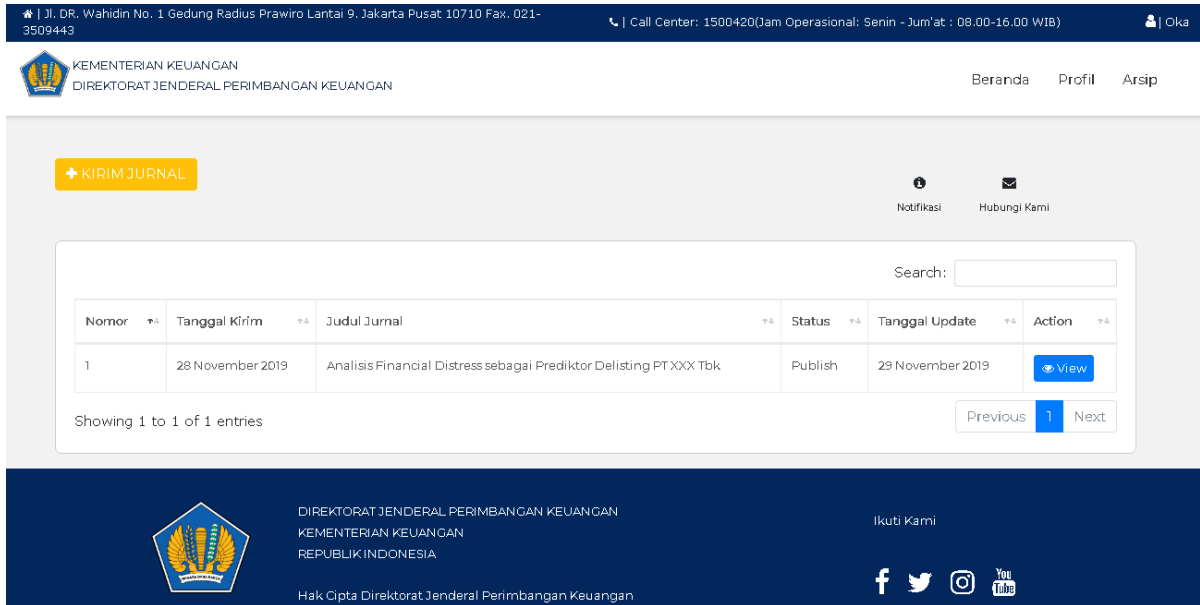 | Jl. DR. Wahidin No. 1 Gedung Radius Prawiro Lantai 9. Jakarta Pusat 10710 Fax. 021-
3509443
| Call Center: 1500420(Jam Operasional: Senin - Jum'at : 08.00-16.00 WIB)
| Oka
KEMENTERIAN KEUANGAN
DIREKTORAT JENDERAL PERIMBANGAN KEUANGAN
Beranda Profil Arsip
KIRIM JURNAL
Notifikasi Hubungi Kami
Search:
Nomor Tanggal Kirim Judul Jurnal Status Tanggal Update Action
1 28 November 2019 Analisis Financial Distress sebagai Prediktor Delisting PT XXX Tbk Publish 29 November 2019 View
Showing 1 to 1 of 1 entries
Previous 1 Next
DIREKTORAT JENDERAL PERIMBANGAN KEUANGAN
KEMENTERIAN KEUANGAN
REPUBLIK INDONESIA
Hak Cipta Direktorat Jenderal Perimbangan Keuangan
Ikuti Kami
You
Tube